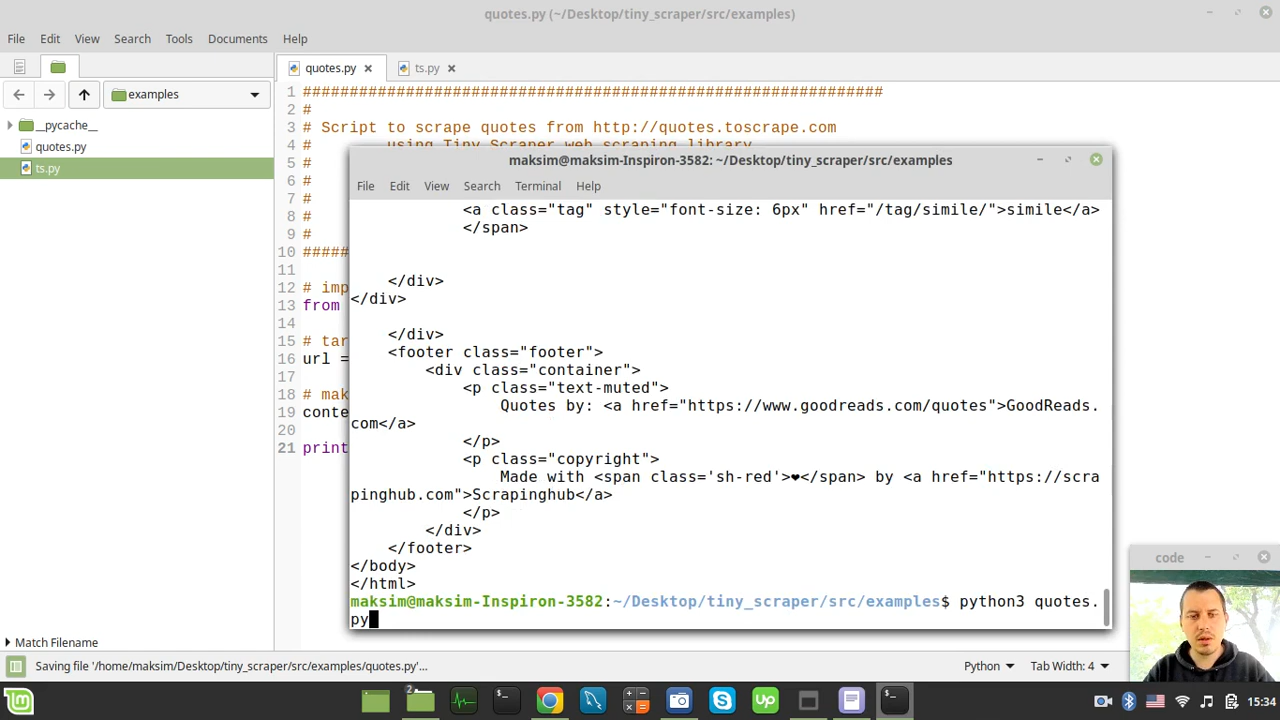 quotes.py (~/Desktop/tiny_scraper/src/examples)
File Edit View Search Tools Documents Help
quotes.py
ts.py
examples
__pycache__
quotes.py
ts.py
1 ##############################################################
2 #
3 # Script to scrape quotes from http://quotes.toscrape.com
4 # using Tiny Scraper web scraping library
5 #
6 #
7 #
8 #
9 #
10 #####
11
12 # imp
13 from
14
15 # tar
16 url =
17
18 # mak
19 conte
20
21 print
maksim@maksim-Inspiron-3582: ~/Desktop/tiny_scraper/src/examples
File Edit View Search Terminal Help
<a class="tag" style="font-size: 6px" href="/tag/simile/">simile</a>
</span>
</div>
</div>
</div>
<footer class="footer">
<div class="container">
<p class="text-muted">
Quotes by: <a href="https://www.goodreads.com/quotes">GoodReads.
com</a>
</p>
<p class="copyright">
Made with <span class='sh-red'>❤</span> by <a href="https://scra
pinghub.com">Scrapinghub</a>
</p>
</div>
</footer>
</body>
</html>
maksim@maksim-Inspiron-3582:~/Desktop/tiny_scraper/src/examples$ python3 quotes.
py
code
Match Filename
Saving file '/home/maksim/Desktop/tiny_scraper/src/examples/quotes.py'...
Python
Tab Width: 4
2
$_
$_
15:34